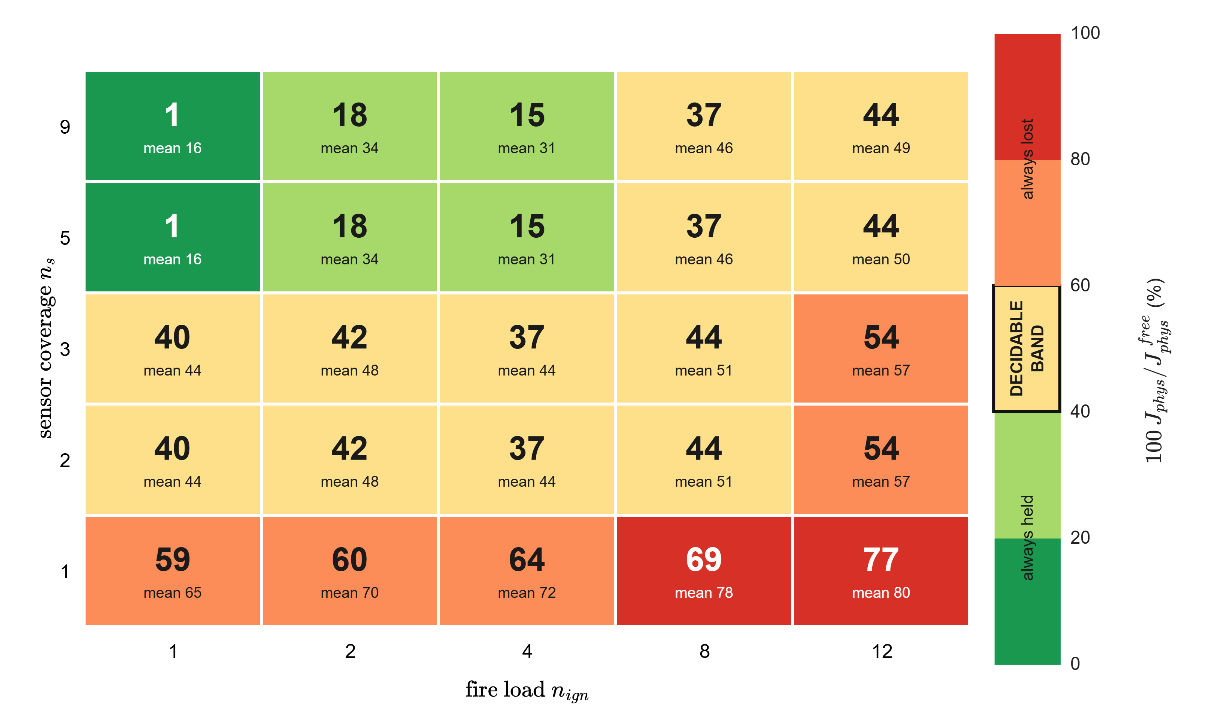 100
9
1
18
15
37
44
mean 16
mean 34
mean 31
mean 46
mean 49
always lost
80
5
1
18
15
37
44
mean 16
mean 34
mean 31
mean 46
mean 50
60
sensor coverage n_s
3
40
42
37
44
54
mean 44
mean 48
mean 44
mean 51
mean 57
DECIDABLE
BAND
100 J_phys / J_phys^free (%)
40
2
40
42
37
44
54
mean 44
mean 48
mean 44
mean 51
mean 57
always held
20
1
59
60
64
69
77
mean 65
mean 70
mean 72
mean 78
mean 80
0
1
2
4
8
12
fire load n_ign